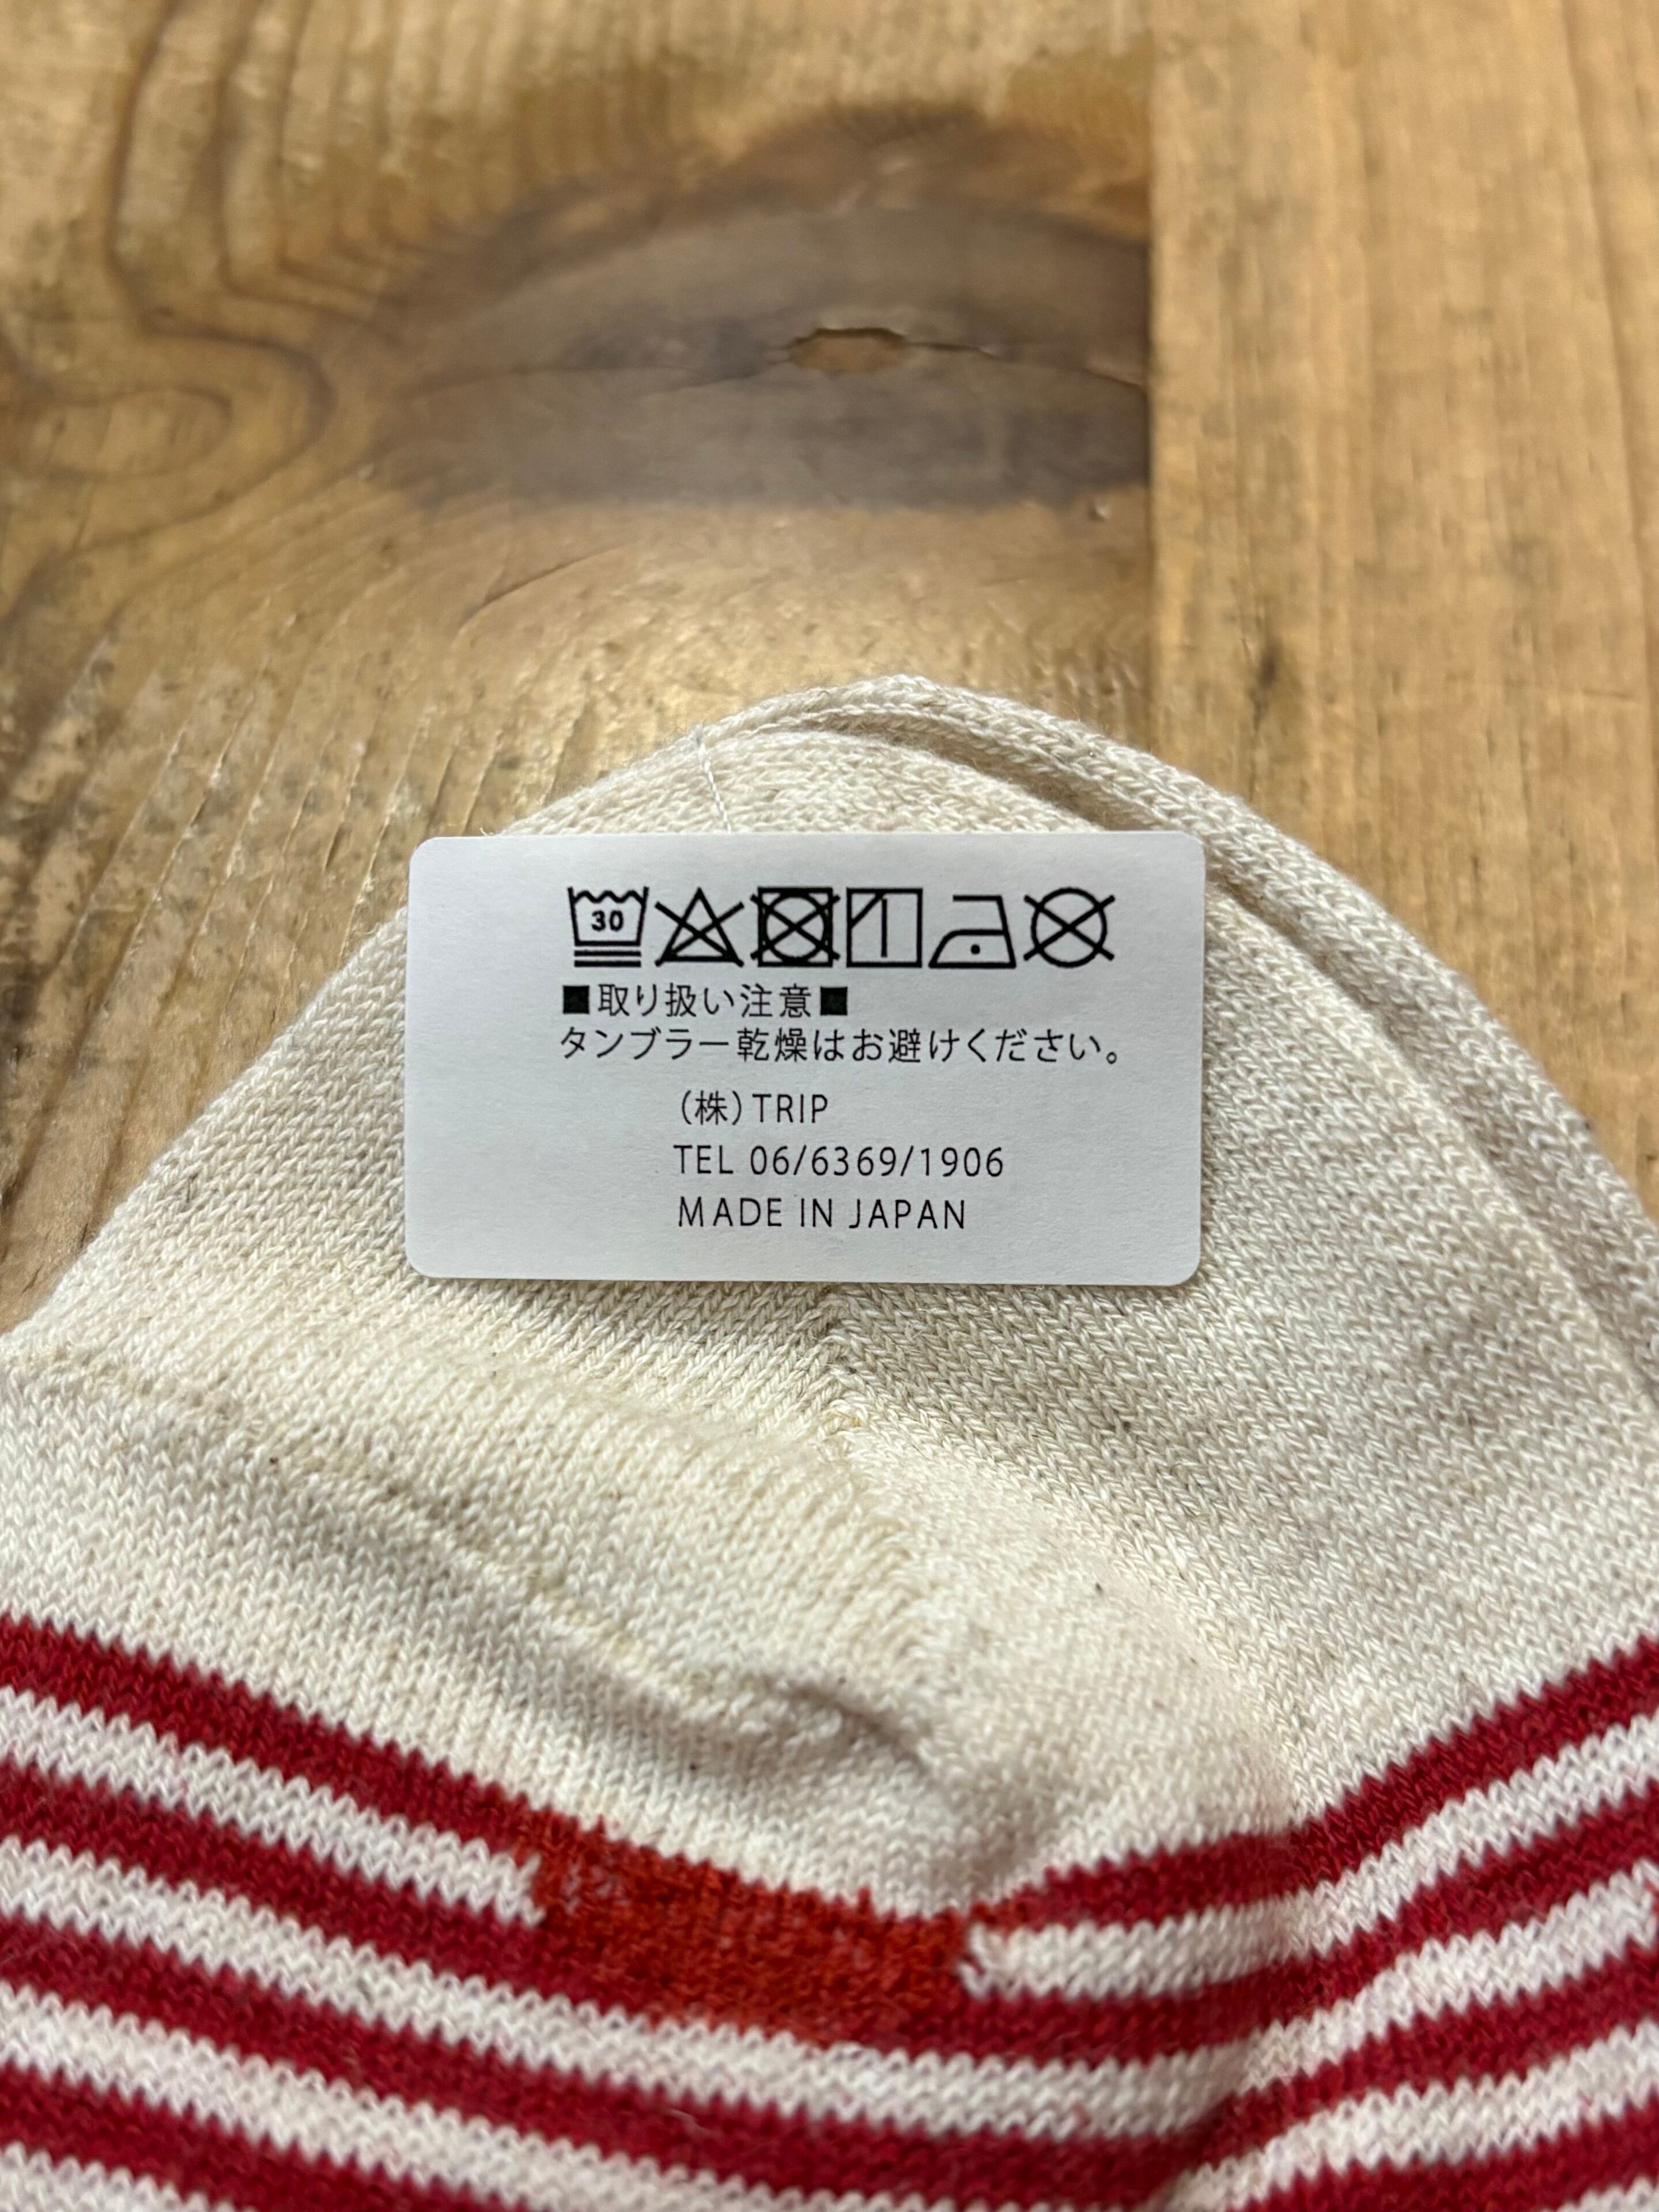 30
■取り扱い注意■
タンブラー乾燥はお避けください。
（株）TRIP
TEL 06/6369/1906
MADE IN JAPAN